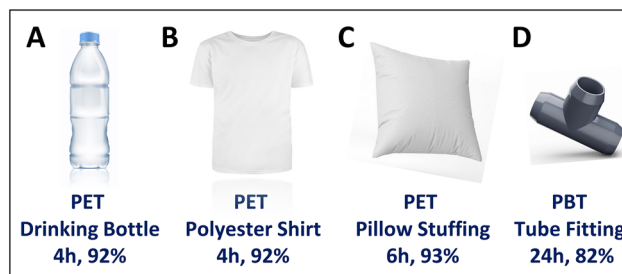 A
B
C
D
PET
Drinking Bottle
4h, 92%
PET
Polyester Shirt
4h, 92%
PET
Pillow Stuffing
6h, 93%
PBT
Tube Fitting
24h, 82%